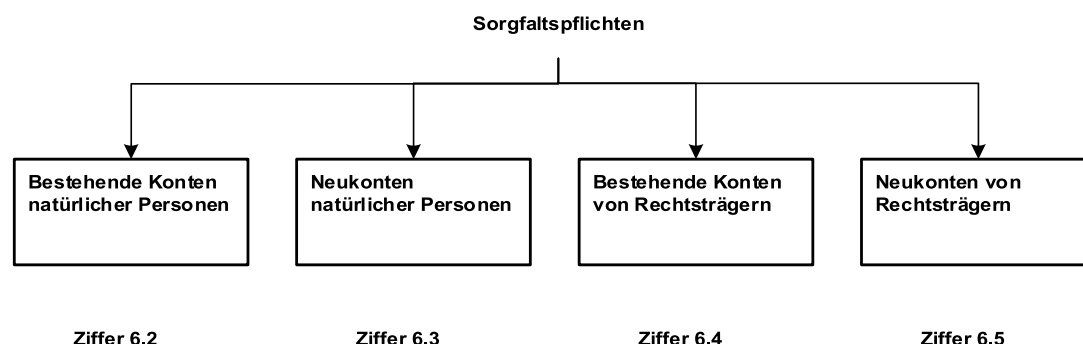 Sorgfaltspflichten
Bestehende Konten
natürlicher Personen
Neukonten
natürlicher Personen
Bestehende Konten
von Rechtsträgern
Neukonten von
Rechtsträgern
Ziffer 6.2
Ziffer 6.3
Ziffer 6.4
Ziffer 6.5